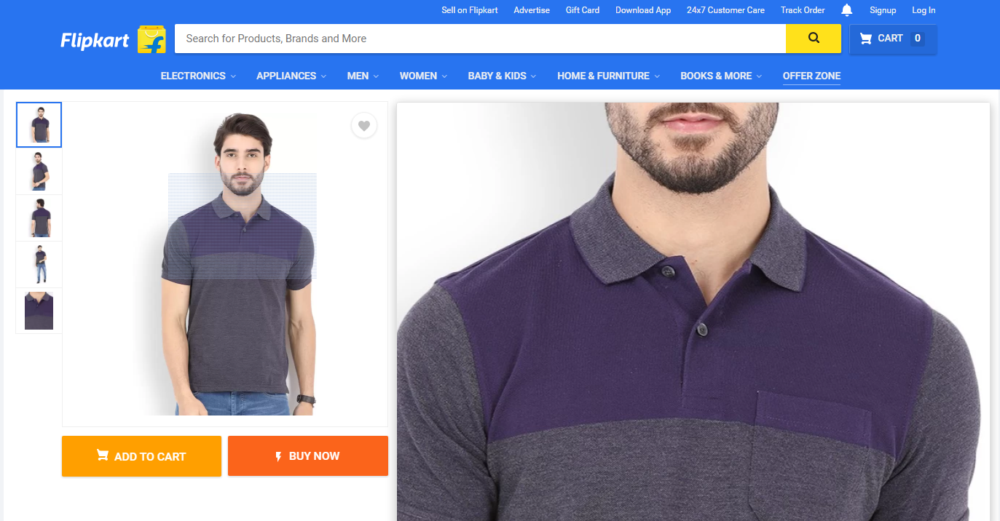 Sell on Flipkart Advertise Gift Card Download App 24x7 Customer Care Track Order Signup Log In
Flipkart Search for Products, Brands and More CART 0
ELECTRONICS APPLIANCES MEN WOMEN BABY & KIDS HOME & FURNITURE BOOKS & MORE OFFER ZONE
ADD TO CART BUY NOW